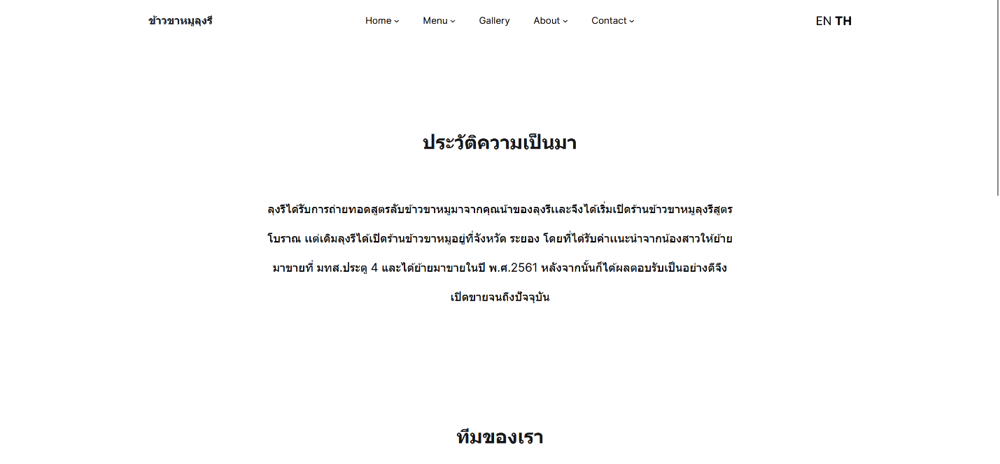 ข้าวขาหมูลุงรี
Home Menu Gallery About Contact
EN TH
ประวัติความเป็นมา
ลุงรีได้รับการถ่ายทอดสูตรลับข้าวขาหมูมาจากคุณน้าของลุงรีและจึงได้เริ่มเปิดร้านข้าวขาหมูลุงรีสูตร
โบราณ แต่เดิมลุงรีได้เปิดร้านข้าวขาหมูอยู่ที่จังหวัด ระยอง โดยที่ได้รับคำแนะนำจากน้องสาวให้ย้าย
มาขายที่ มทส.ประตู 4 และได้ย้ายมาขายในปี พ.ศ.2561 หลังจากนั้นก็ได้ผลตอบรับเป็นอย่างดีจึง
เปิดขายจนถึงปัจจุบัน
ทีมของเรา